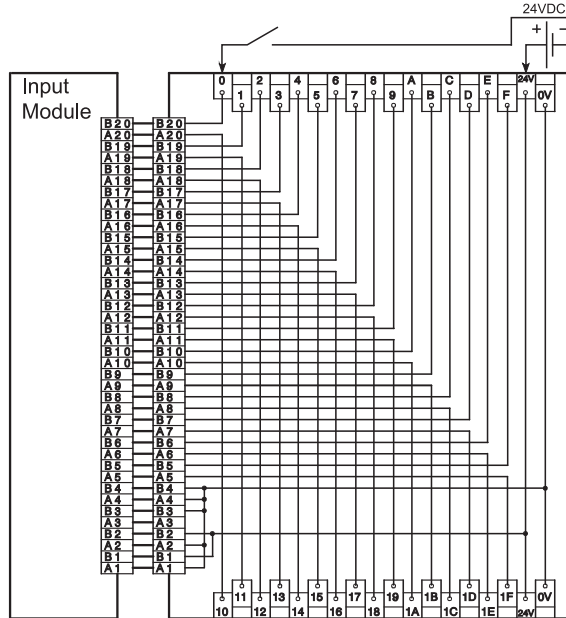 24VDC
+ −
Input
Module
0 2 4 6 8 A C E 24V
1 3 5 7 9 B D F 0V
B20 B20
A20 A20
B19 B19
A19 A19
B18 B18
A18 A18
B17 B17
A17 A17
B16 B16
A16 A16
B15 B15
A15 A15
B14 B14
A14 A14
B13 B13
A13 A13
B12 B12
A12 A12
B11 B11
A11 A11
B10 B10
A10 A10
B9 B9
A9 A9
B8 B8
A8 A8
B7 B7
A7 A7
B6 B6
A6 A6
B5 B5
A5 A5
B4 B4
A4 A4
B3 B3
A3 A3
B2 B2
A2 A2
B1 B1
A1 A1
11 13 15 17 19 1B 1D 1F 0V
10 12 14 16 18 1A 1C 1E 24V